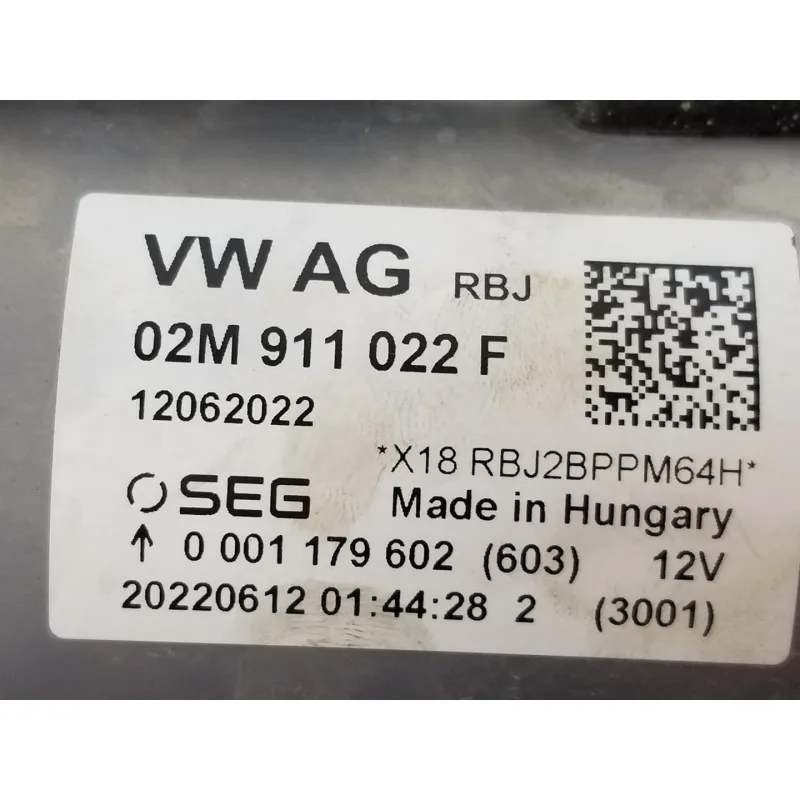 VW AG RBJ
02M 911 022 F
12062022
*X18 RBJ2BPPM64H*
SEG Made in Hungary
↑ 0 001 179 602 (603) 12V
20220612 01:44:28 2 (3001)